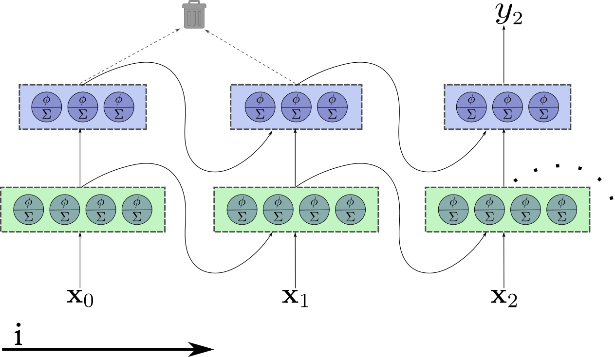 y₂
ϕ ϕ ϕ ϕ ϕ ϕ ϕ ϕ ϕ
Σ Σ Σ Σ Σ Σ Σ Σ Σ
ϕ ϕ ϕ ϕ ϕ ϕ ϕ ϕ ϕ ϕ ϕ ϕ
Σ Σ Σ Σ Σ Σ Σ Σ Σ Σ Σ Σ
x₀ x₁ x₂
i